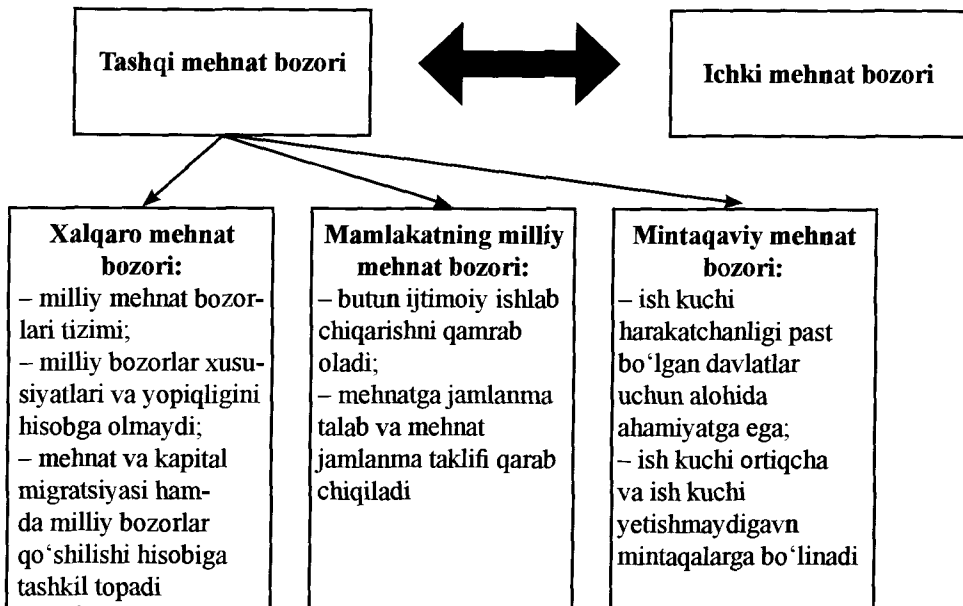 Tashqi mehnat bozori
Ichki mehnat bozori
Xalqaro mehnat
bozori:
– milliy mehnat bozor-
lari tizimi;
– milliy bozorlar xusu-
siyatlari va yopiqligini
hisobga olmaydi;
– mehnat va kapital
migratsiyasi ham-
da milliy bozorlar
qo‘shilishi hisobiga
tashkil topadi
Mamlakatning milliy
mehnat bozori:
– butun ijtimoiy ishlab
chiqarishni qamrab
oladi;
– mehnatga jamlanma
talab va mehnat
jamlanma taklifi qarab
chiqiladi
Mintaqaviy mehnat
bozori:
– ish kuchi
harakatchanligi past
bo‘lgan davlatlar
uchun alohida
ahamiyatga ega;
– ish kuchi ortiqcha
va ish kuchi
yetishmaydigavn
mintaqalarga bo‘linadi